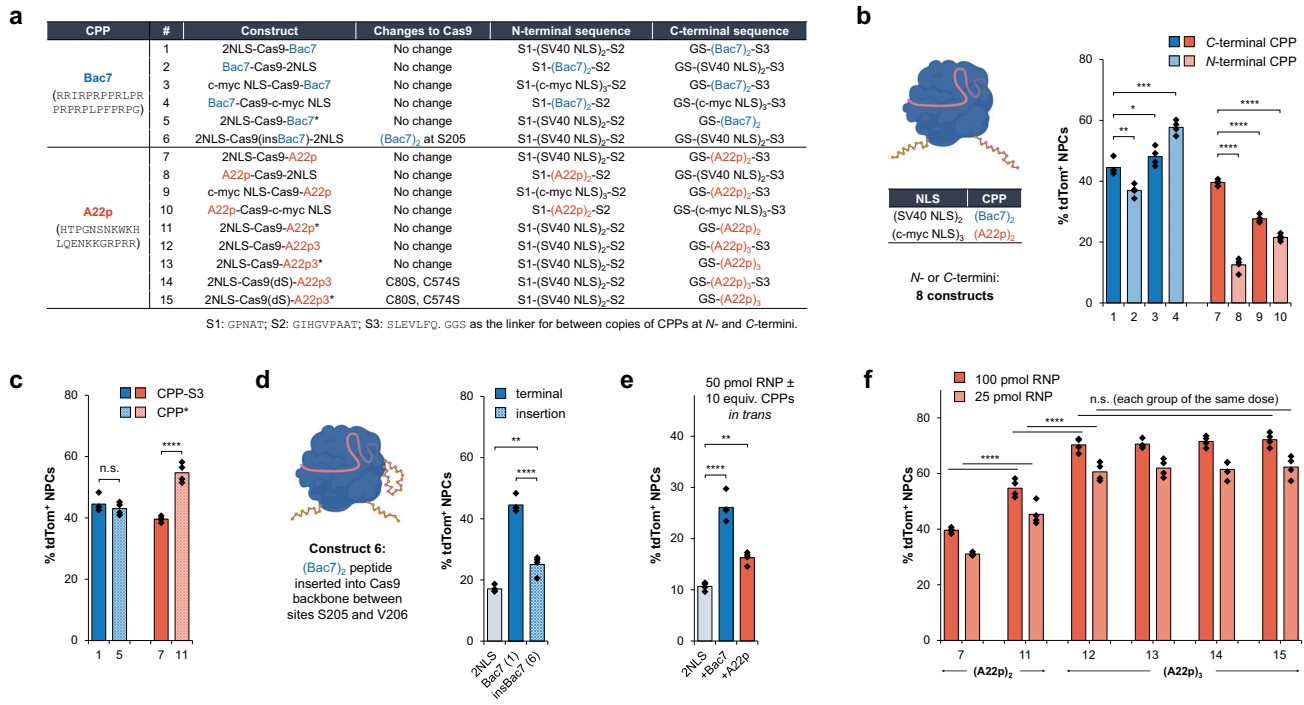 a
CPP # Construct Changes to Cas9 N-terminal sequence C-terminal sequence
Bac7
(RRIRPRPPRLPR
PRPRPLPFPRPG)
1 2NLS-Cas9-Bac7 No change S1-(SV40 NLS)2-S2 GS-(Bac7)2-S3
2 Bac7-Cas9-2NLS No change S1-(Bac7)2-S2 GS-(SV40 NLS)2-S3
3 c-myc NLS-Cas9-Bac7 No change S1-(c-myc NLS)3-S2 GS-(Bac7)2-S3
4 Bac7-Cas9-c-myc NLS No change S1-(Bac7)2-S2 GS-(c-myc NLS)3-S3
5 2NLS-Cas9-Bac7* No change S1-(SV40 NLS)2-S2 GS-(Bac7)2
6 2NLS-Cas9(insBac7)-2NLS (Bac7)2 at S205 S1-(SV40 NLS)2-S2 GS-(SV40 NLS)2-S3
A22p
(HTPGNSNKWKH
LQENKKGRPRR)
7 2NLS-Cas9-A22p No change S1-(SV40 NLS)2-S2 GS-(A22p)2-S3
8 A22p-Cas9-2NLS No change S1-(A22p)2-S2 GS-(SV40 NLS)2-S3
9 c-myc NLS-Cas9-A22p No change S1-(c-myc NLS)3-S2 GS-(A22p)2-S3
10 A22p-Cas9-c-myc NLS No change S1-(A22p)2-S2 GS-(c-myc NLS)3-S3
11 2NLS-Cas9-A22p* No change S1-(SV40 NLS)2-S2 GS-(A22p)2
12 2NLS-Cas9-A22p3 No change S1-(SV40 NLS)2-S2 GS-(A22p)3-S3
13 2NLS-Cas9-A22p3* No change S1-(SV40 NLS)2-S2 GS-(A22p)3
14 2NLS-Cas9(dS)-A22p3 C80S, C574S S1-(SV40 NLS)2-S2 GS-(A22p)3-S3
15 2NLS-Cas9(dS)-A22p3* C80S, C574S S1-(SV40 NLS)2-S2 GS-(A22p)3
S1: GPNAT; S2: GIHGVPAAT; S3: SLEVLFQ. GGS as the linker for between copies of CPPs at N- and C-termini.
b
NLS CPP
(SV40 NLS)2 (Bac7)2
(c-myc NLS)3 (A22p)2
N- or C-termini:
8 constructs
C-terminal CPP
N-terminal CPP
% tdTom+ NPCs
80
60
40
20
0
*** * ** **** **** ****
1 2 3 4 7 8 9 10
c
CPP-S3
CPP*
% tdTom+ NPCs
80
60
40
20
0
n.s. ****
1 5 7 11
d
Construct 6:
(Bac7)2 peptide
inserted into Cas9
backbone between
sites S205 and V206
terminal
insertion
% tdTom+ NPCs
80
60
40
20
0
** ****
2NLS
Bac7 (1)
insBac7 (6)
e
50 pmol RNP ±
10 equiv. CPPs
in trans
% tdTom+ NPCs
40
30
20
10
0
** ****
2NLS
+Bac7
+A22p
f
100 pmol RNP
25 pmol RNP
n.s. (each group of the same dose)
% tdTom+ NPCs
80
60
40
20
0
**** ****
7 11 12 13 14 15
(A22p)2 (A22p)3